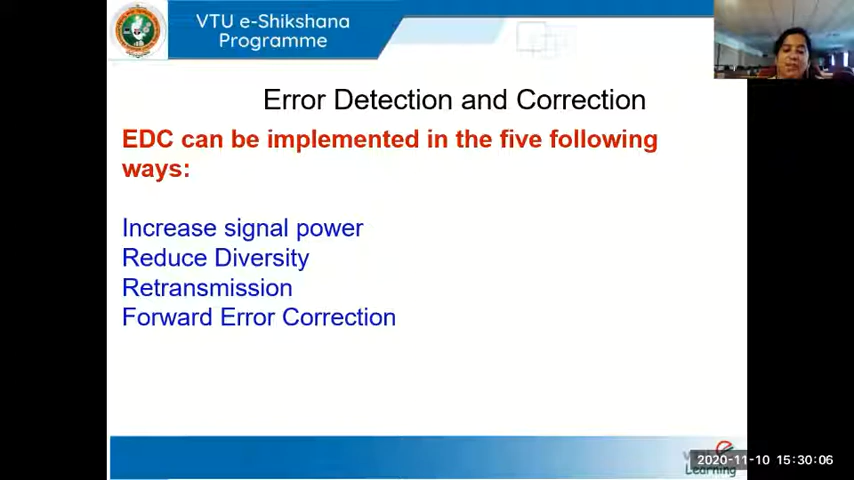 VTU e-Shikshana
Programme
Error Detection and Correction
EDC can be implemented in the five following
ways:
Increase signal power
Reduce Diversity
Retransmission
Forward Error Correction
2020-11-10 15:30:06
Learning